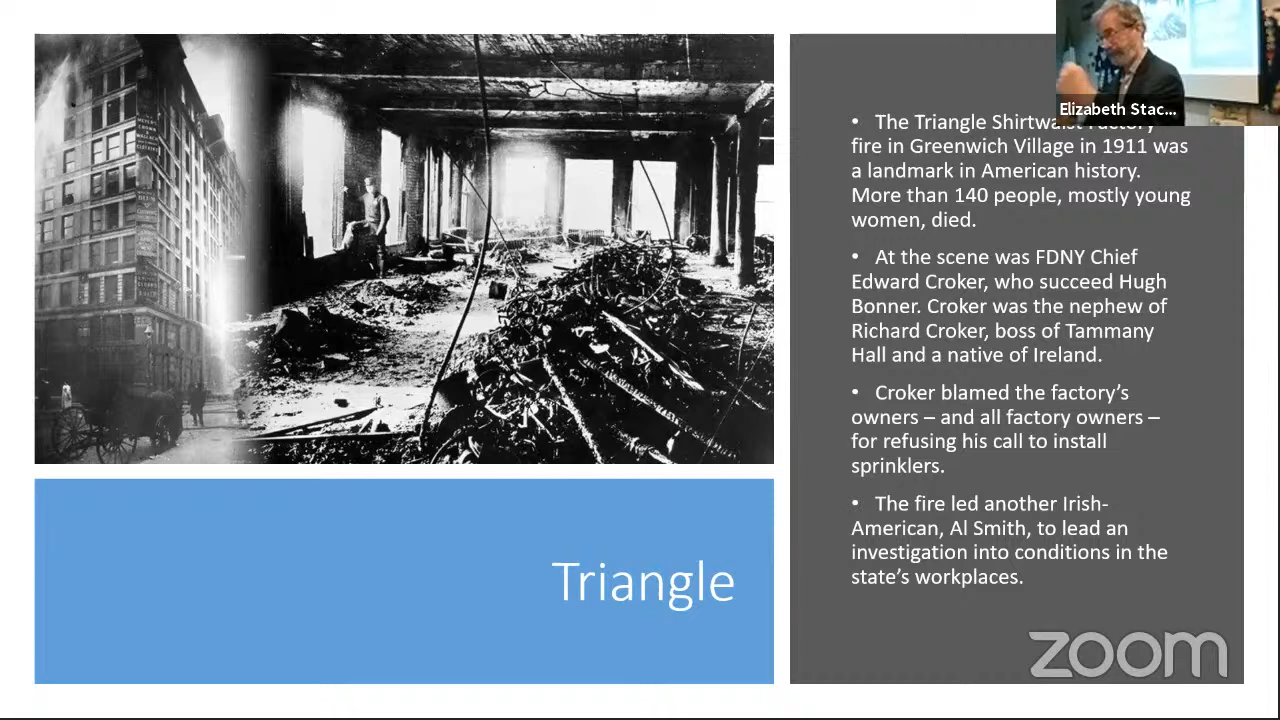 Elizabeth Stac...
• The Triangle Shirtwaist Factory
fire in Greenwich Village in 1911 was
a landmark in American history.
More than 140 people, mostly young
women, died.
• At the scene was FDNY Chief
Edward Croker, who succeed Hugh
Bonner. Croker was the nephew of
Richard Croker, boss of Tammany
Hall and a native of Ireland.
• Croker blamed the factory’s
owners – and all factory owners –
for refusing his call to install
sprinklers.
• The fire led another Irish-
American, Al Smith, to lead an
investigation into conditions in the
state’s workplaces.
Triangle
zoom